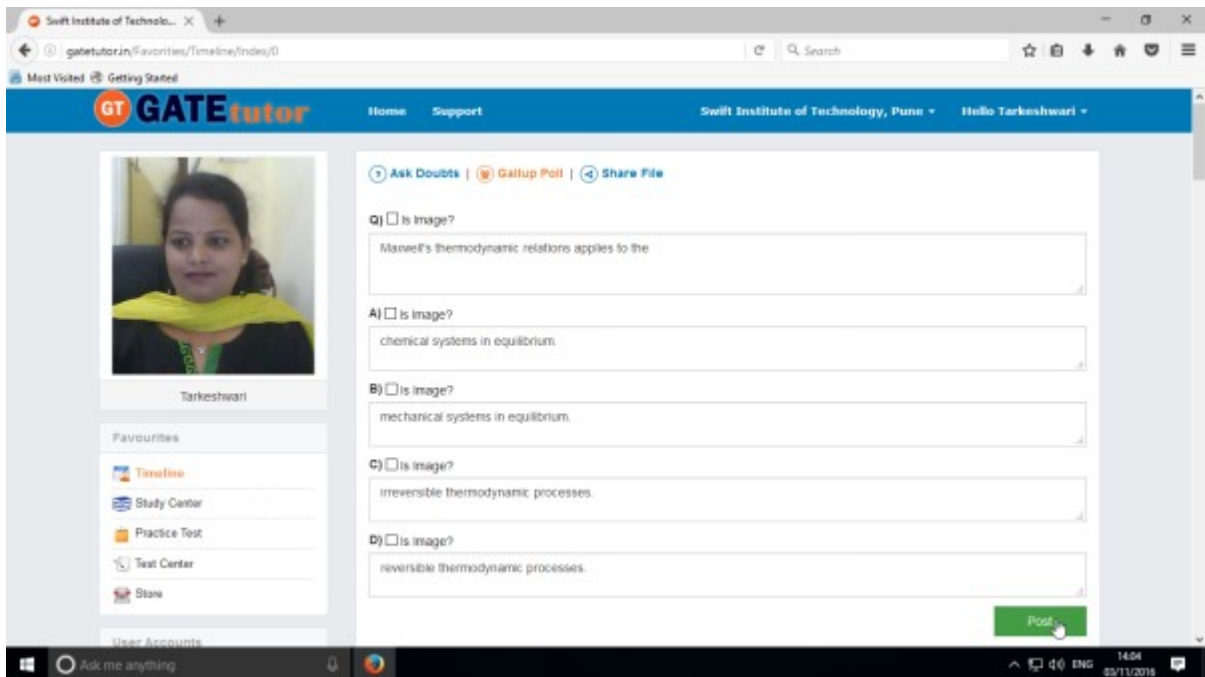 Swift Institute of Technolo...
gatetutor.in/Favorities/Timeline/Index/0
Search
Most Visited Getting Started
GT GATEtutor Home Support Swift Institute of Technology, Pune Hello Tarkeshwari
? Ask Doubts | Gallup Poll | Share File
Q) Is Image?
Maxwell's thermodynamic relations applies to the
A) Is Image?
chemical systems in equilibrium.
B) Is Image?
mechanical systems in equilibrium.
C) Is Image?
irreversible thermodynamic processes.
D) Is Image?
reversible thermodynamic processes.
Post
Tarkeshwari
Favourites
Timeline
Study Center
Practice Test
Test Center
Store
User Accounts
Ask me anything
ENG
14:04
03/11/2016